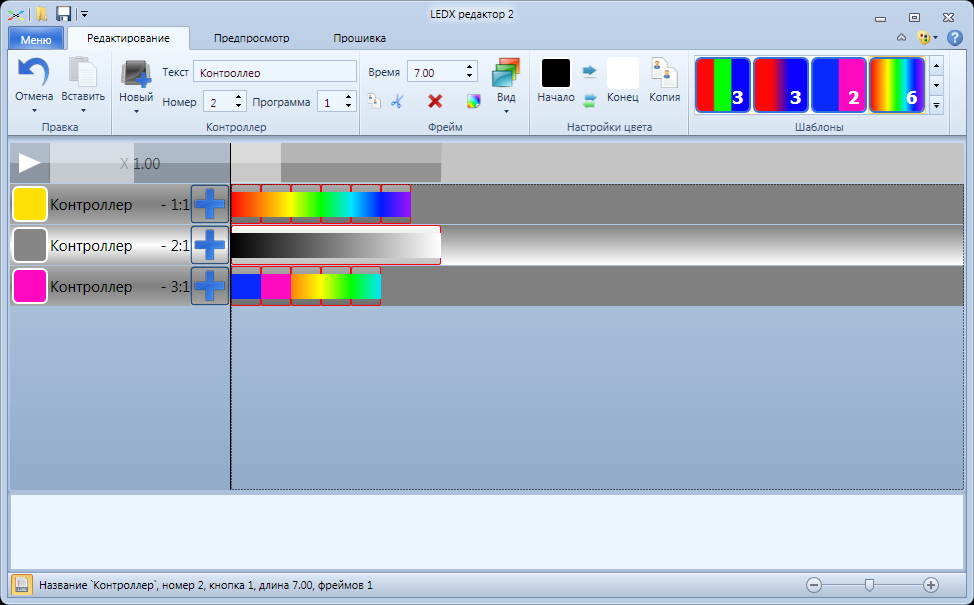 LEDX редактор 2
Меню Редактирование Предпросмотр Прошивка
Отмена Вставить Новый Текст Контроллер Номер 2 Программа 1 Время 7.00 Вид Начало Конец Копия 3 3 2 6
Правка Контроллер Фрейм Настройки цвета Шаблоны
X 1.00
Контроллер - 1:1
Контроллер - 2:1
Контроллер - 3:1
Название `Контроллер`, номер 2, кнопка 1, длина 7.00, фреймов 1